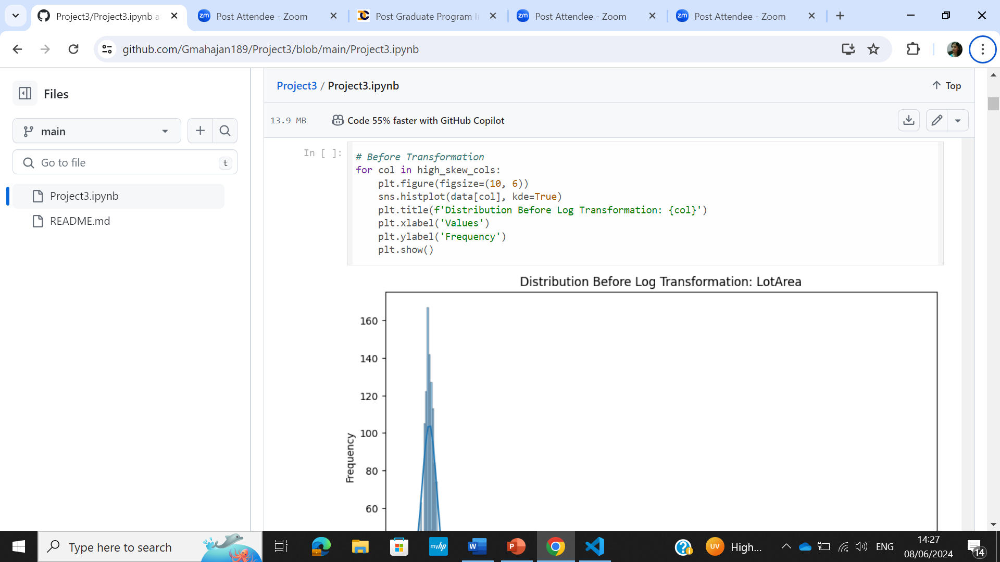 Project3/Project3.ipynb a
Post Attendee - Zoom
Post Graduate Program I
Post Attendee - Zoom
Post Attendee - Zoom
github.com/Gmahajan189/Project3/blob/main/Project3.ipynb
Files
main
Go to file
t
Project3.ipynb
README.md
Project3 / Project3.ipynb
Top
13.9 MB
Code 55% faster with GitHub Copilot
In [ ]:
# Before Transformation
for col in high_skew_cols:
    plt.figure(figsize=(10, 6))
    sns.histplot(data[col], kde=True)
    plt.title(f'Distribution Before Log Transformation: {col}')
    plt.xlabel('Values')
    plt.ylabel('Frequency')
    plt.show()
Distribution Before Log Transformation: LotArea
160
140
120
100
80
60
Frequency
Type here to search
myhp
W
P
UV
High...
ENG
14:27
08/06/2024
14